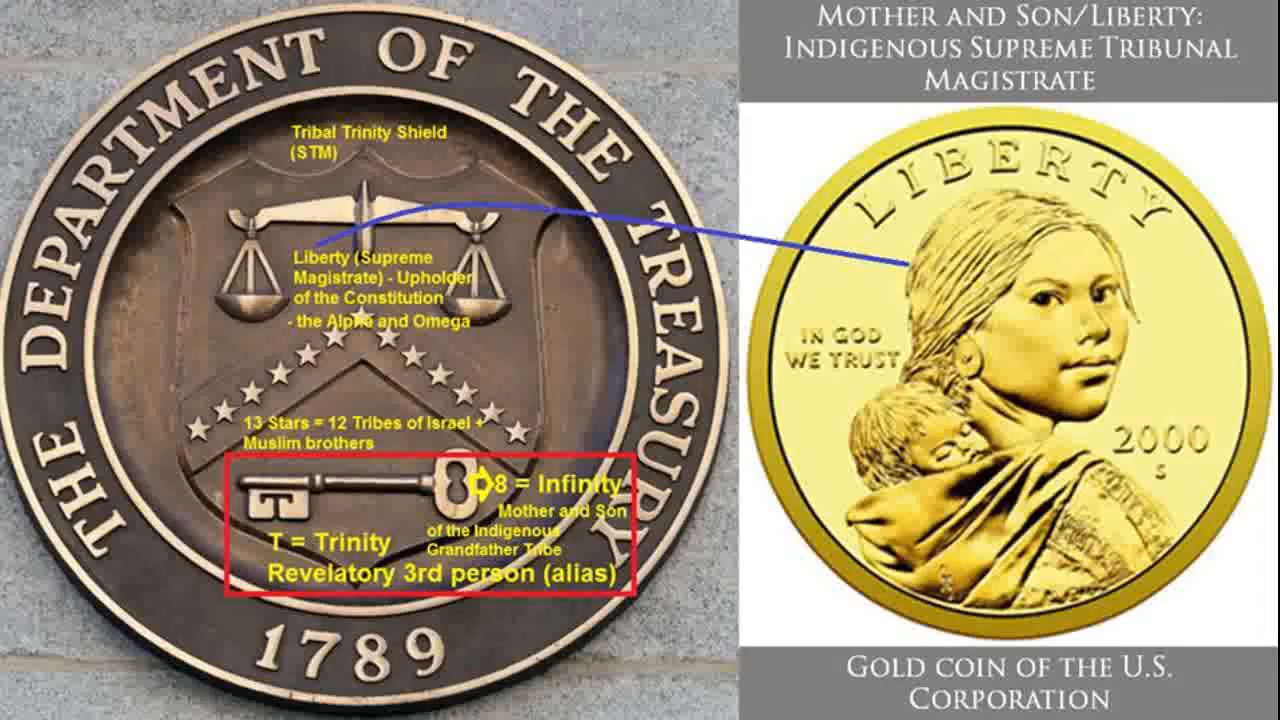 THE DEPARTMENT OF THE TREASURY
1789
Tribal Trinity Shield
(STM)
Liberty (Supreme
Magistrate) - Upholder
of the Constitution
- the Alpha and Omega
13 Stars = 12 Tribes of Israel +
Muslim brothers
8 = Infinity
Mother and Son
of the Indigenous
Grandfather Tribe
T = Trinity
Revelatory 3rd person (alias)
MOTHER AND SON/LIBERTY:
INDIGENOUS SUPREME TRIBUNAL
MAGISTRATE
LIBERTY
IN GOD
WE TRUST
2000
S
GOLD COIN OF THE U.S.
CORPORATION